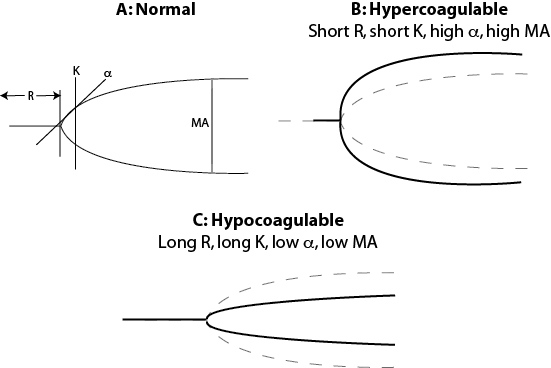 A: Normal
K
α
R
MA
B: Hypercoagulable
Short R, short K, high α, high MA
C: Hypocoagulable
Long R, long K, low α, low MA